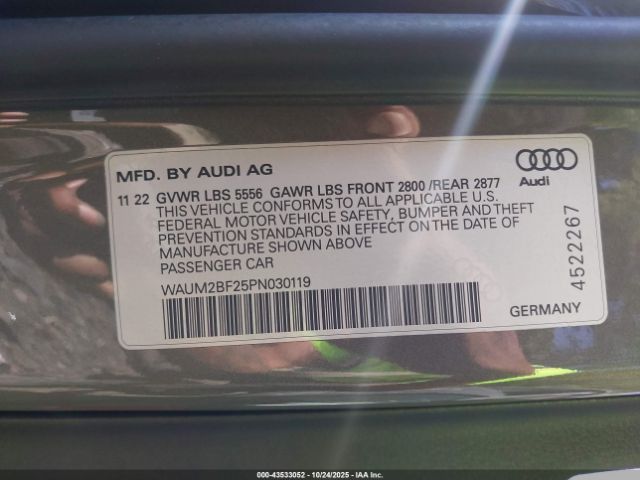 MFD. BY AUDI AG
Audi
11 22 GVWR LBS 5556 GAWR LBS FRONT 2800 /REAR 2877
THIS VEHICLE CONFORMS TO ALL APPLICABLE U.S.
FEDERAL MOTOR VEHICLE SAFETY, BUMPER AND THEFT
PREVENTION STANDARDS IN EFFECT ON THE DATE OF
MANUFACTURE SHOWN ABOVE
PASSENGER CAR
WAUM2BF25PN030119
4522267
GERMANY
000-43533052 - 10/24/2025 - IAA Inc.